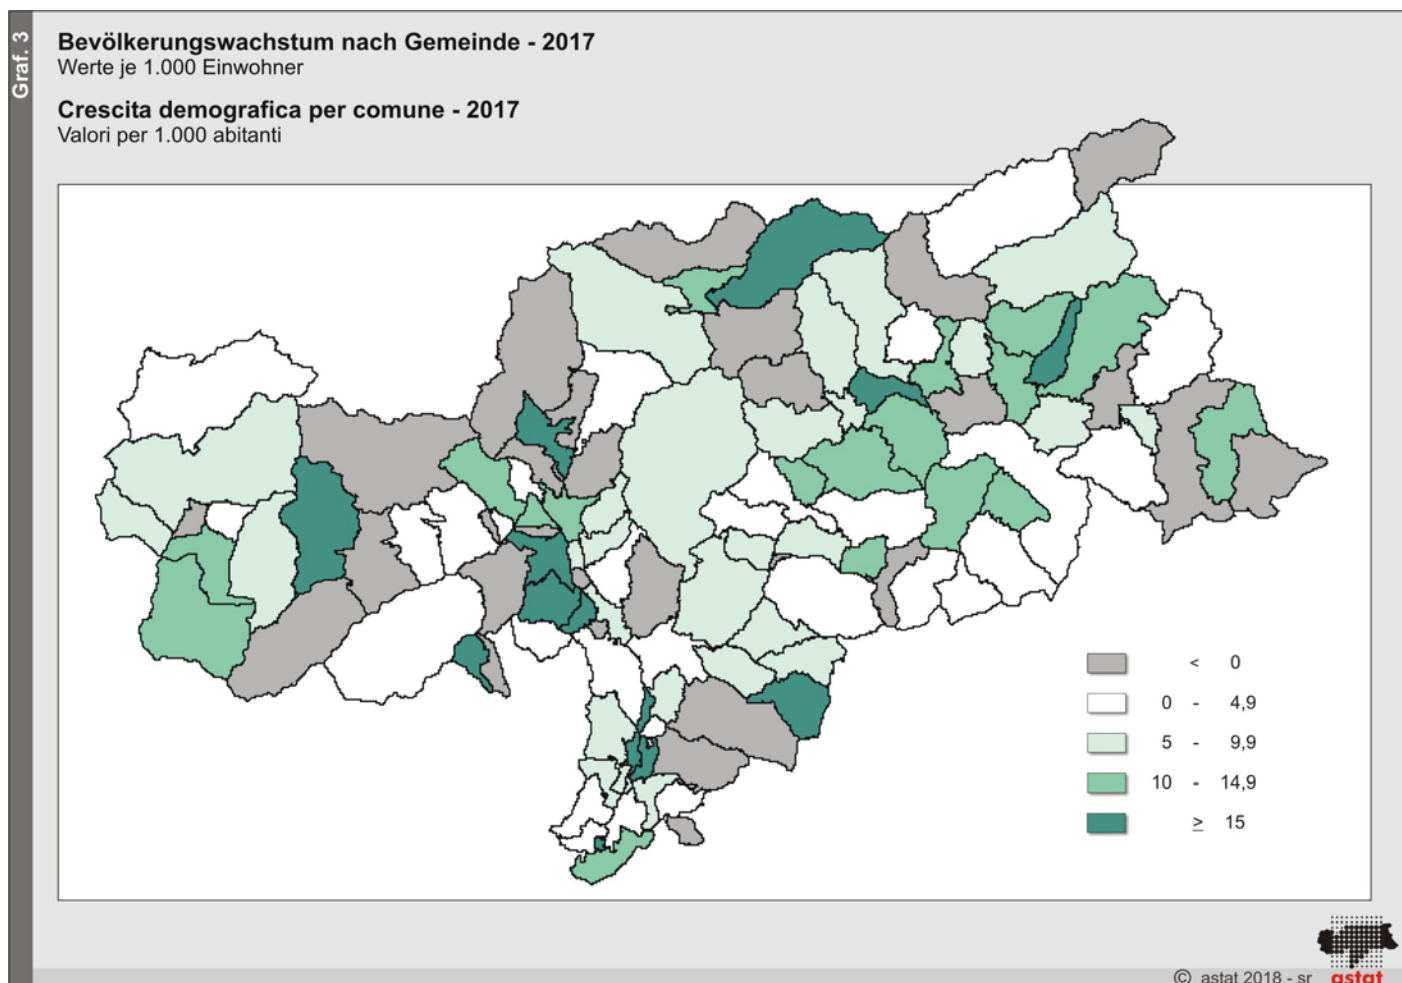 Graf. 3
Bevölkerungswachstum nach Gemeinde - 2017
Werte je 1.000 Einwohner
Crescita demografica per comune - 2017
Valori per 1.000 abitanti
< 0
0 - 4,9
5 - 9,9
10 - 14,9
≥ 15
© astat 2018 - sr
astat